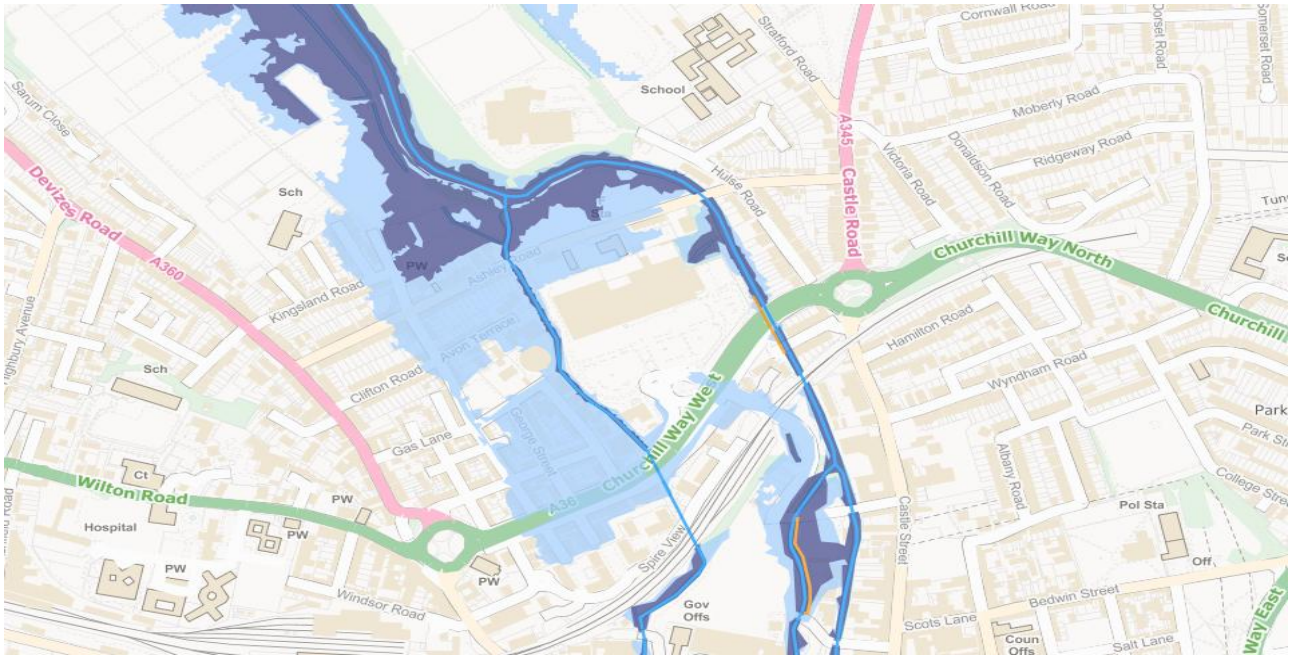 Cornwall Road
Dorset Road
Somerset Road
Stratford Road
School
Moberly Road
Sarum Close
A345
Castle Road
Victoria Road
Donaldson Road
Ridgeway Road
Hulse Road
Sch
Devizes Road
A360
Sta
PW
Ashley Road
Kingsland Road
Churchill Way North
Churchill
Highbury Avenue
Avon Terrace
Hamilton Road
Sch
Clifton Road
Wyndham Road
Churchill Way West
George Street
Gas Lane
Park
Park St
College Street
Albany Road
A36
Ct
Wilton Road
PW
PW
Hospital
Castle Street
Pol Sta
Off
Spire View
PW
PW
Windsor Road
Gov
Offs
Bedwin Street
Scots Lane
Coun
Offs
Salt Lane
Way East